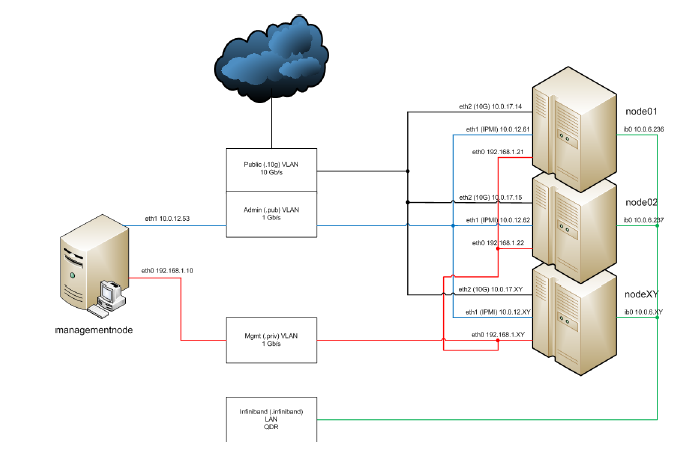 eth2 (10G) 10.0.17.14
node01
eth1 (IPMI) 10.0.12.61
ib0 10.0.6.236
eth0 192.168.1.21
Public (.10g) VLAN
10 Gb/s
eth2 (10G) 10.0.17.15
node02
Admin (.pub) VLAN
1 Gb/s
eth1 10.0.12.53
eth1 (IPMI) 10.0.12.62
ib0 10.0.6.237
eth0 192.168.1.22
eth0 192.168.1.10
eth2 (10G) 10.0.17.XY
nodeXY
eth1 (IPMI) 10.0.12.XY
ib0 10.0.6.XY
managementnode
Mgmt (.priv) VLAN
1 Gb/s
eth0 192.168.1.XY
Infiniband (.infiniband)
LAN
QDR